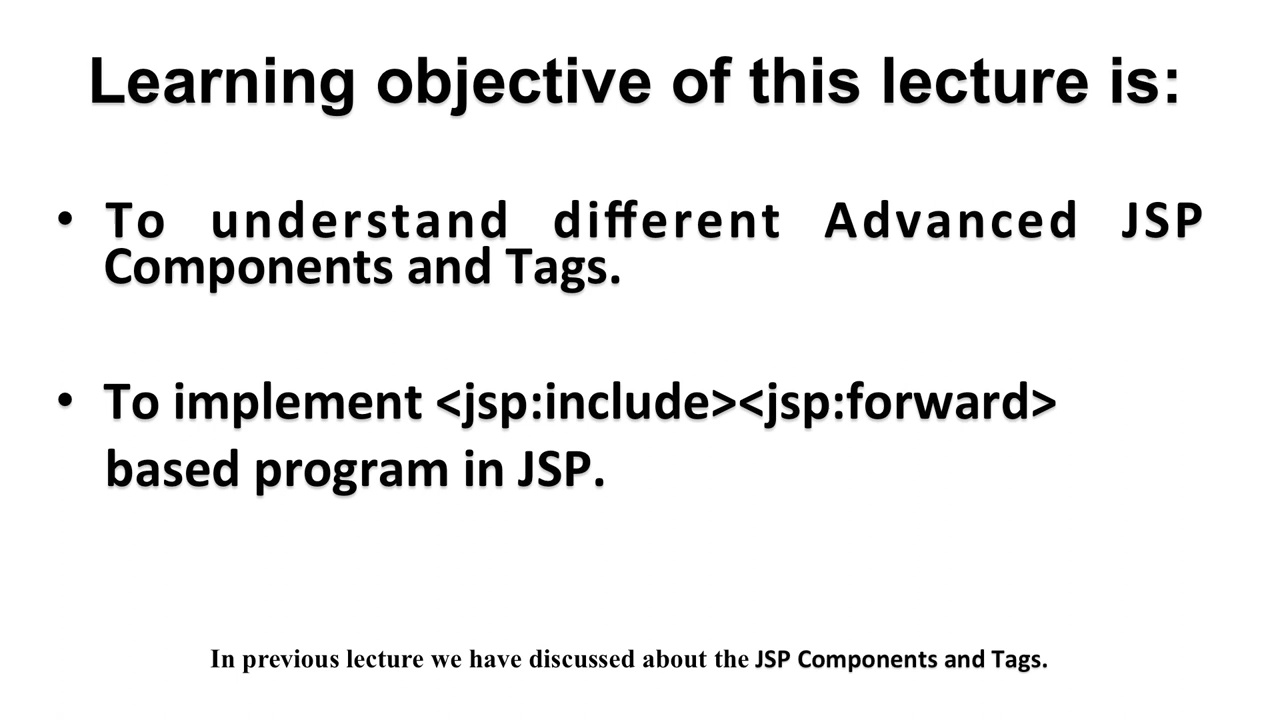 Learning objective of this lecture is:
• To understand different Advanced JSP
Components and Tags.
• To implement <jsp:include><jsp:forward>
based program in JSP.
In previous lecture we have discussed about the JSP Components and Tags.